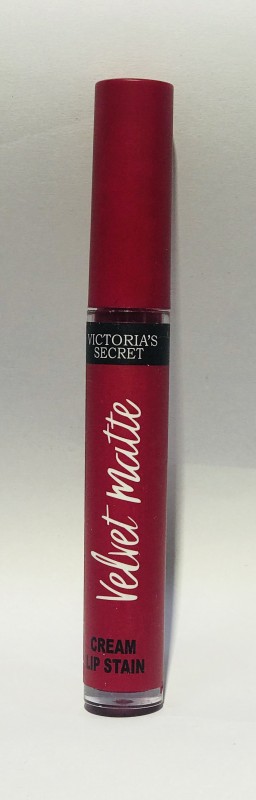 VICTORIA'S
SECRET
Velvet Matte
CREAM
LIP STAIN